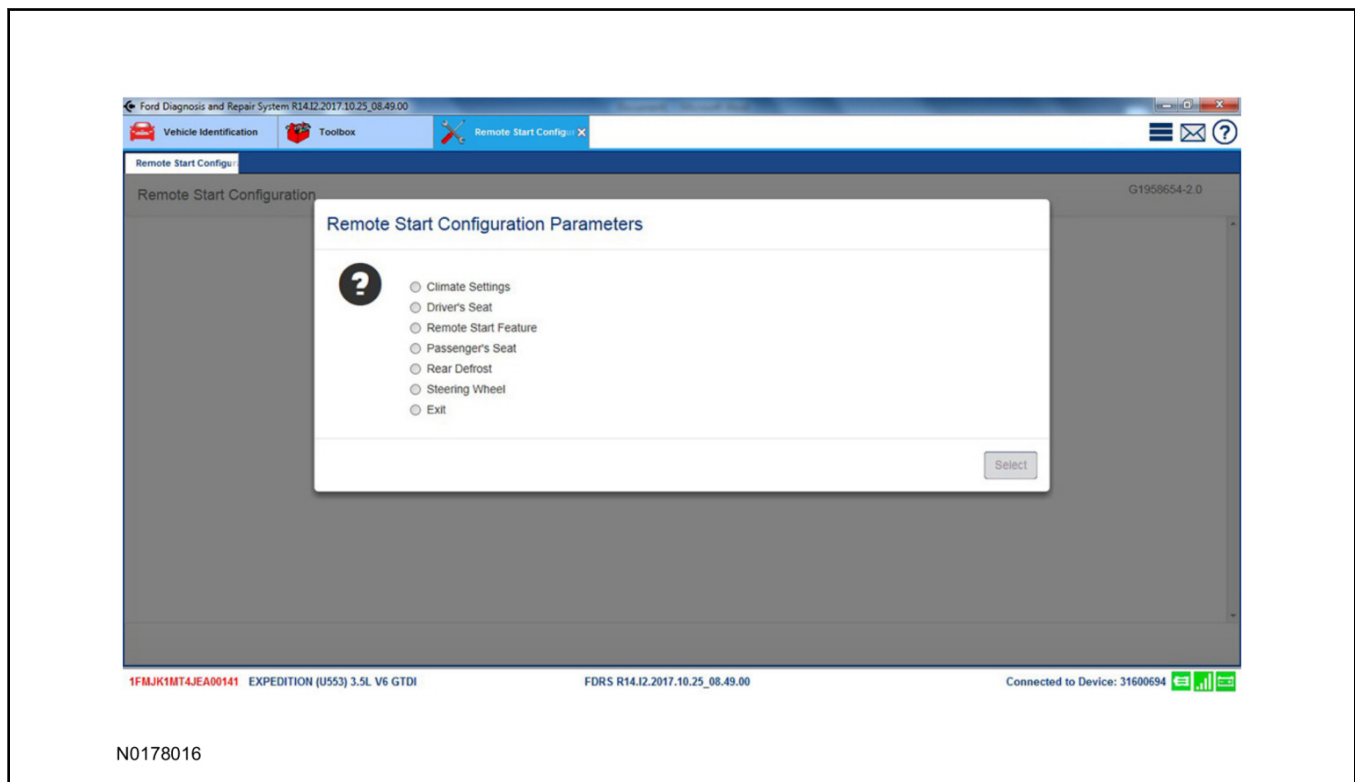 Ford Diagnosis and Repair System R14.I2.2017.10.25_08.49.00
Vehicle Identification
Toolbox
Remote Start Configur
Remote Start Configur
Remote Start Configuration
G1958654-2.0
Remote Start Configuration Parameters
Climate Settings
Driver's Seat
Remote Start Feature
Passenger's Seat
Rear Defrost
Steering Wheel
Exit
Select
1FMJK1MT4JEA00141 EXPEDITION (U553) 3.5L V6 GTDI
FDRS R14.I2.2017.10.25_08.49.00
Connected to Device: 31600694
N0178016